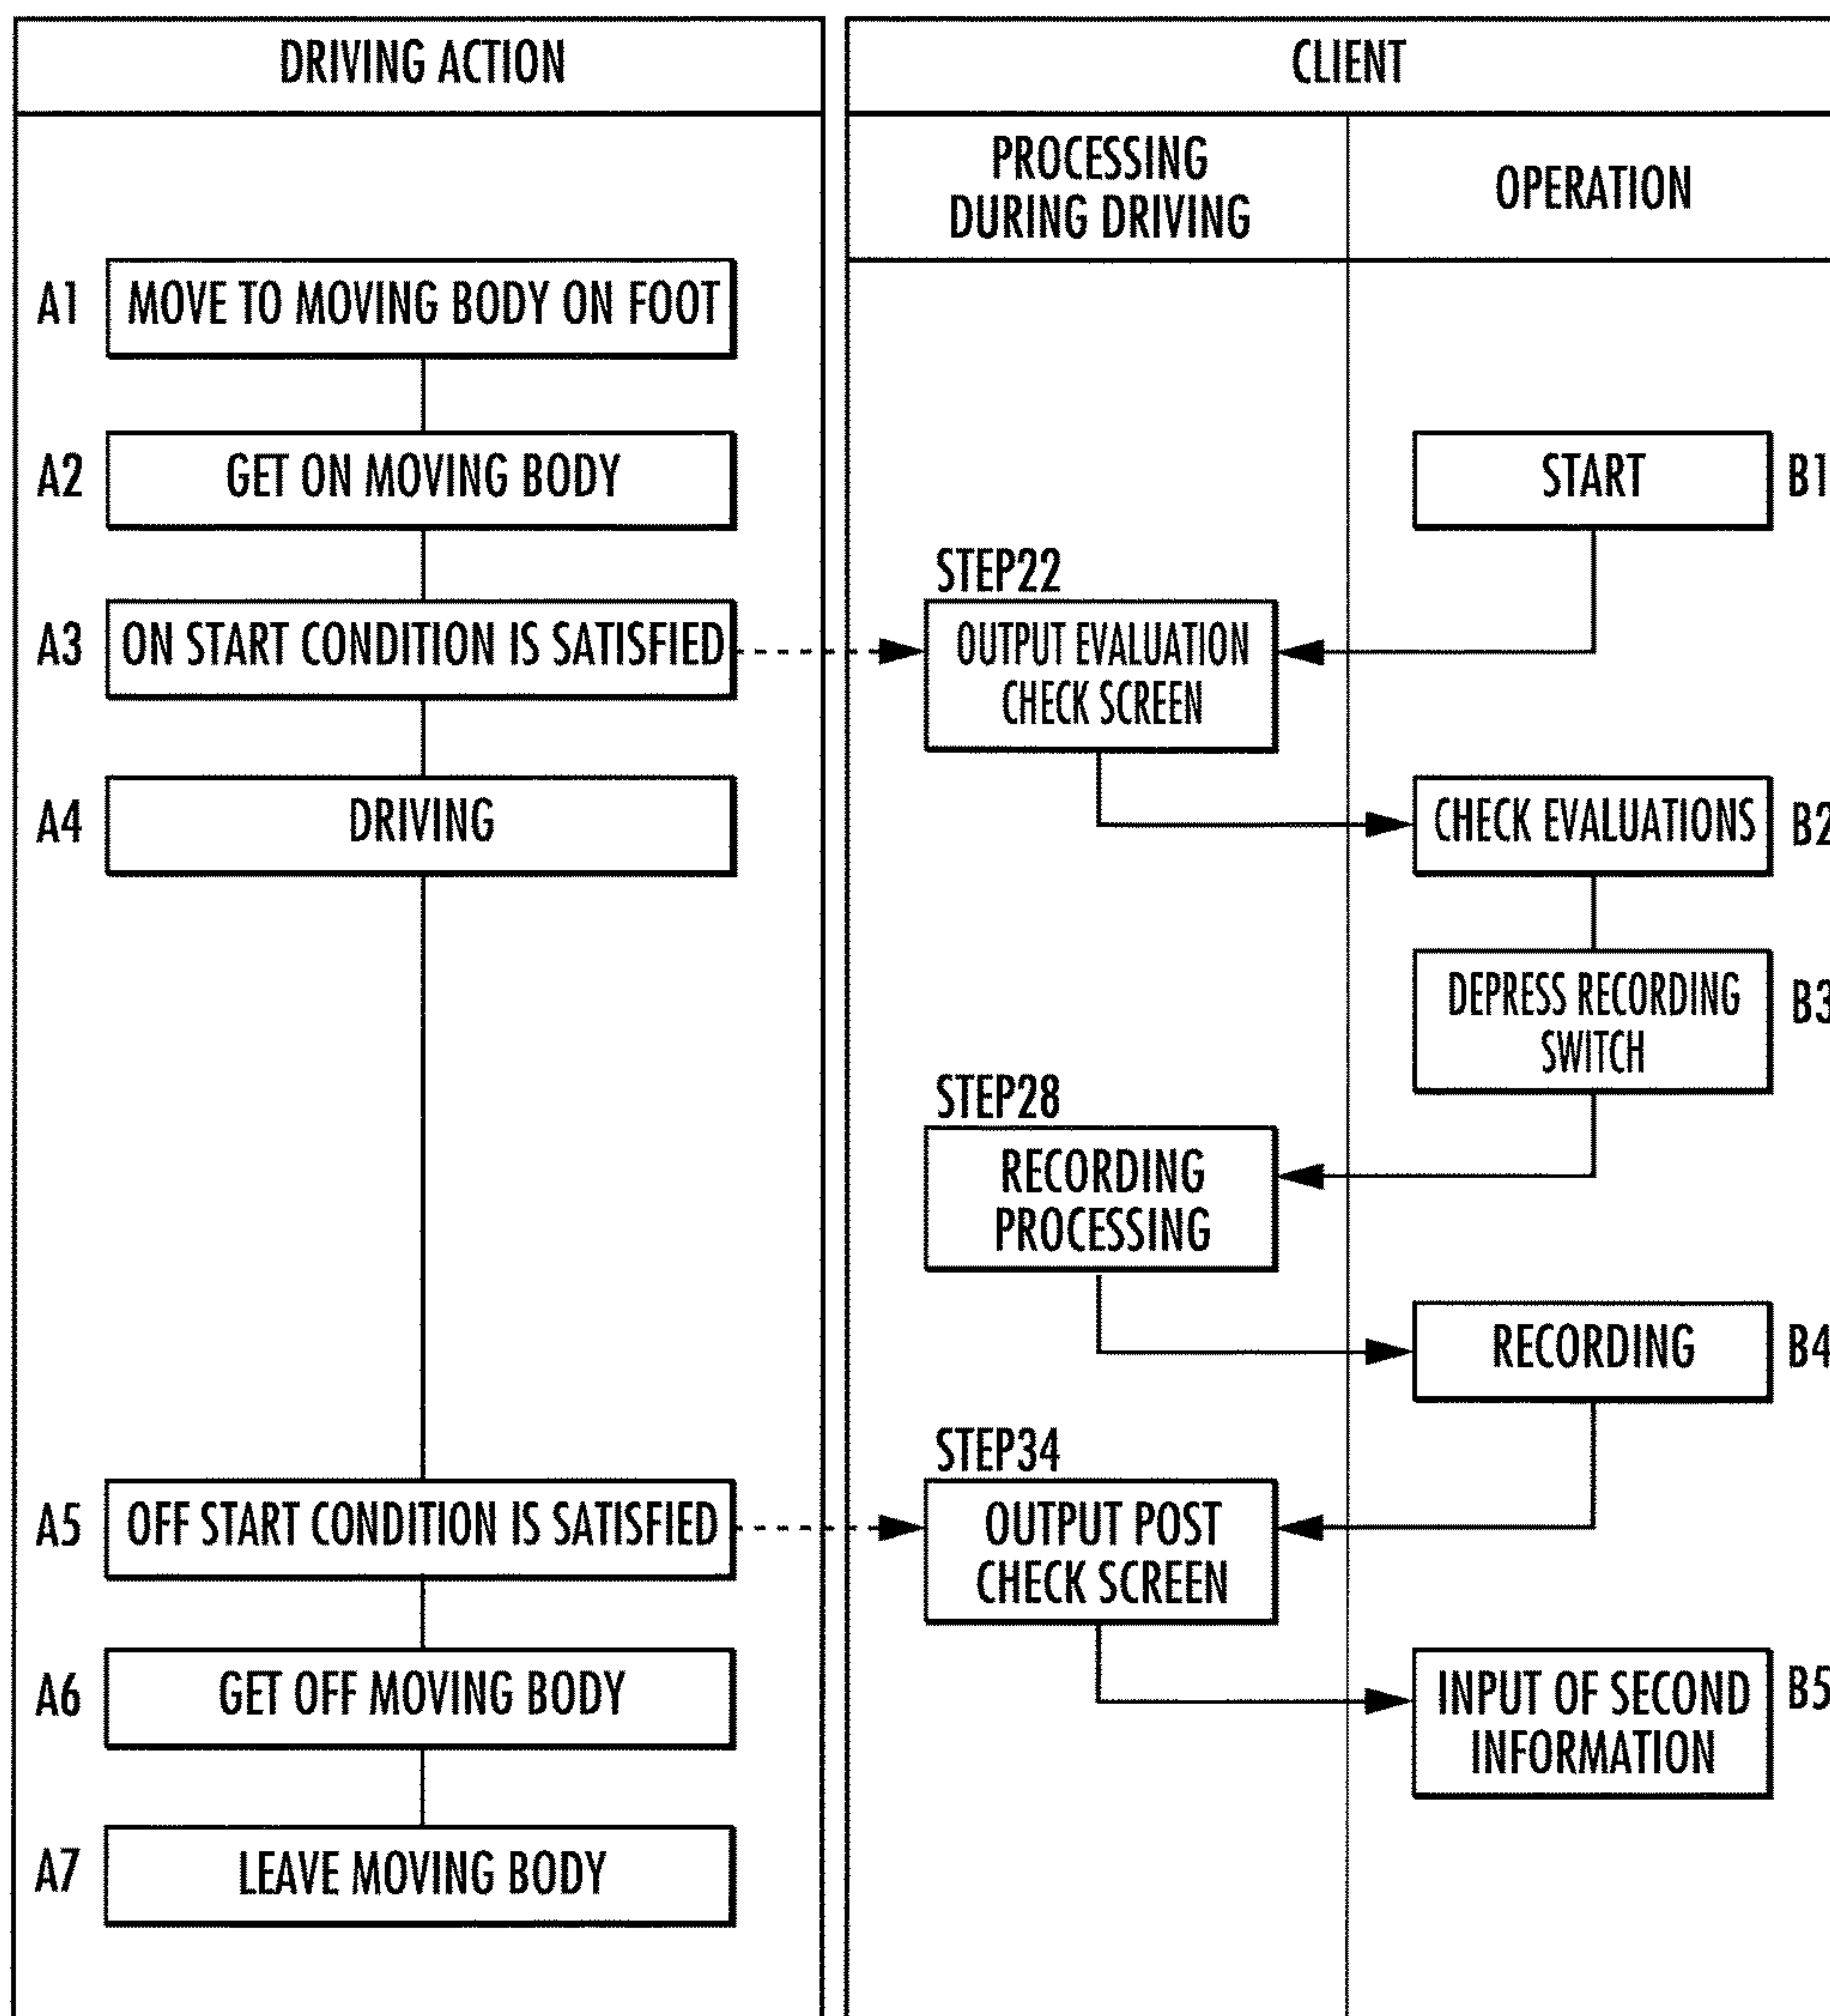 DRIVING ACTION
CLIENT
PROCESSING
DURING DRIVING
OPERATION
A1
MOVE TO MOVING BODY ON FOOT
A2
GET ON MOVING BODY
START
B1
STEP22
A3
ON START CONDITION IS SATISFIED
OUTPUT EVALUATION
CHECK SCREEN
A4
DRIVING
CHECK EVALUATIONS
B2
DEPRESS RECORDING
SWITCH
B3
STEP28
RECORDING
PROCESSING
RECORDING
B4
STEP34
A5
OFF START CONDITION IS SATISFIED
OUTPUT POST
CHECK SCREEN
A6
GET OFF MOVING BODY
INPUT OF SECOND
INFORMATION
B5
A7
LEAVE MOVING BODY